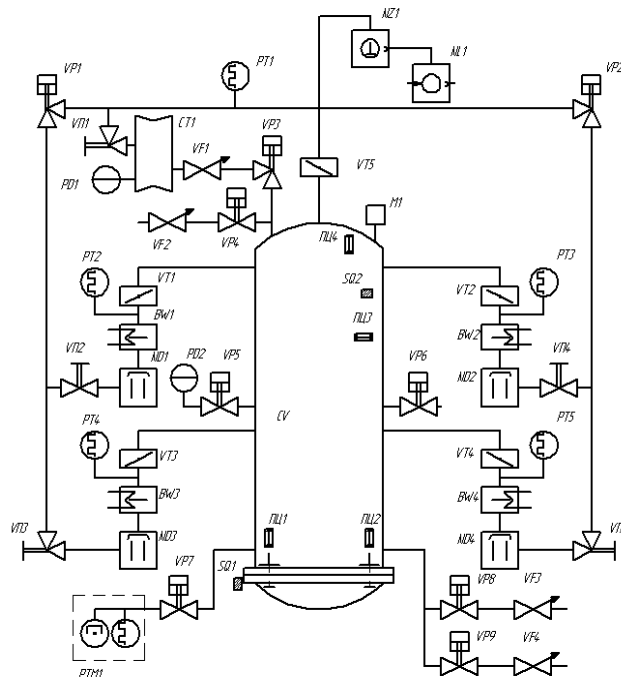 NZ1
NL1
VP1
PT1
VP2
VП1
CT1
VF1
VP3
VT5
PD1
VF2
VP4
M1
ПЦ4
PT2
VT1
SQ2
VT2
PT3
BW1
ПЦ3
BW2
VП2
ND1
PD2
VP5
VP6
ND2
VП4
PT4
VT3
CV
VT4
PT5
BW3
BW4
VП3
ND3
ПЦ1
ПЦ2
ND4
VP7
SQ1
VP8
VF3
PTM1
VP9
VF4